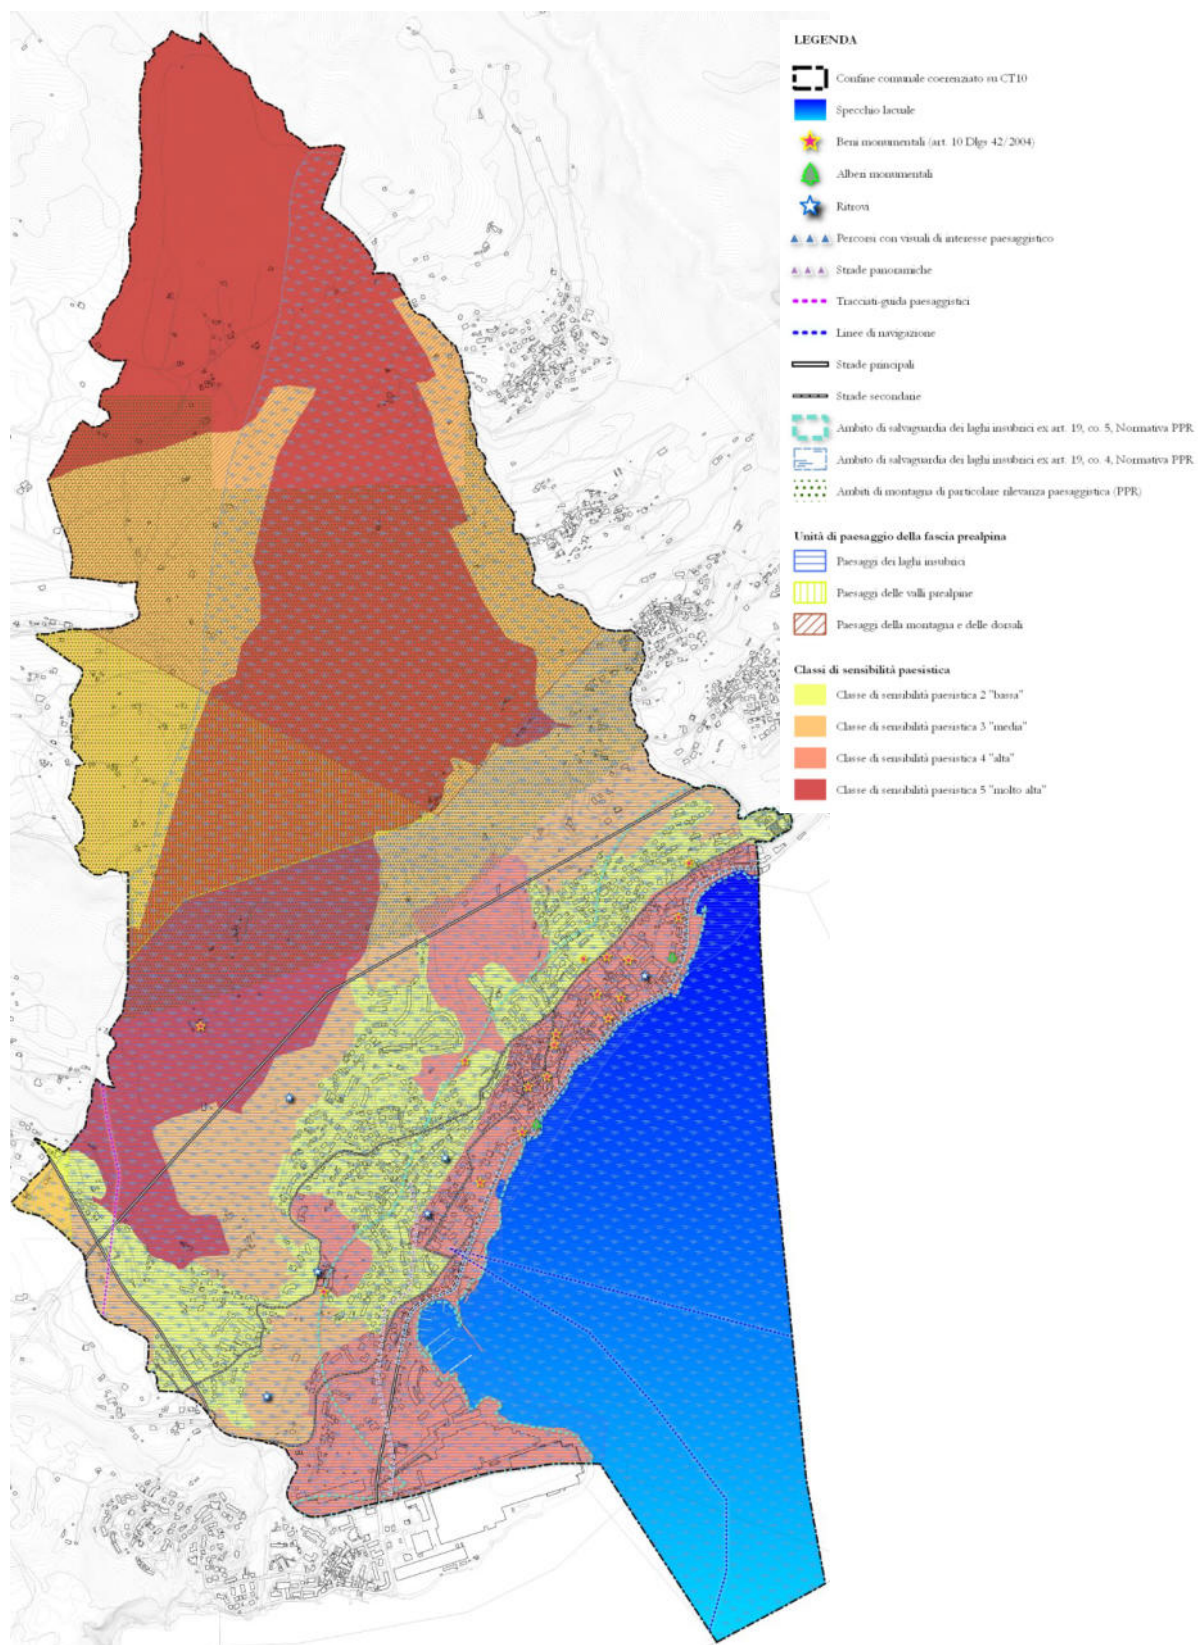 LEGENDA
Confine comunale coerenziato su CT10
Specchio lacuale
Beni monumentali (art. 10 Dlgs 42/2004)
Alberi monumentali
Ritrovi
Percorsi con visuali di interesse paesaggistico
Strade panoramiche
Tracciati-guida paesaggistici
Linee di navigazione
Strade principali
Strade secondarie
Ambito di salvaguardia dei laghi insubrici ex art. 19, co. 5, Normativa PPR
Ambito di salvaguardia dei laghi insubrici ex art. 19, co. 4, Normativa PPR
Ambiti di montagna di particolare rilevanza paesaggistica (PPR)
Unità di paesaggio della fascia prealpina
Paesaggi dei laghi insubrici
Paesaggi delle valli prealpine
Paesaggi della montagna e delle dorsali
Classi di sensibilità paesistica
Classe di sensibilità paesistica 2 "bassa"
Classe di sensibilità paesistica 3 "media"
Classe di sensibilità paesistica 4 "alta"
Classe di sensibilità paesistica 5 "molto alta"